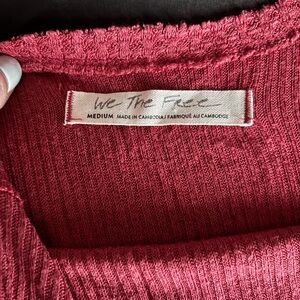 We The Free
MEDIUM MADE IN CAMBODIA / FABRIQUÉ AU CAMBODGE